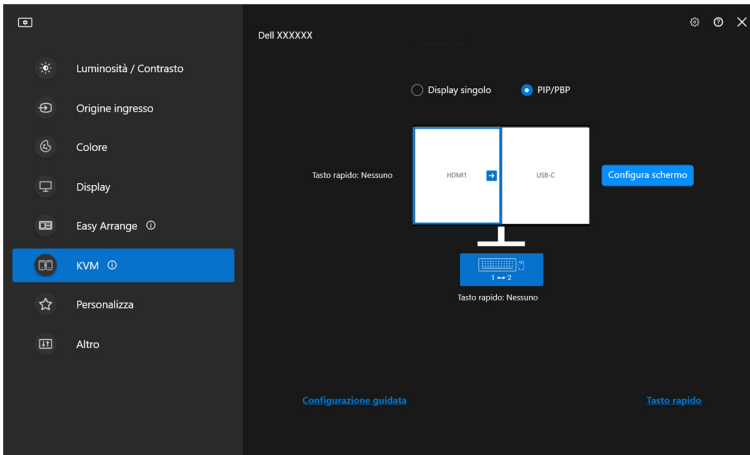 Dell XXXXXX
Luminosità / Contrasto
Origine ingresso
Colore
Display
Easy Arrange
KVM
Personalizza
Altro
Display singolo
PIP/PBP
Tasto rapido: Nessuno
HDMI1
USB-C
Configura schermo
1 ↔ 2
Tasto rapido: Nessuno
Configurazione guidata
Tasto rapido